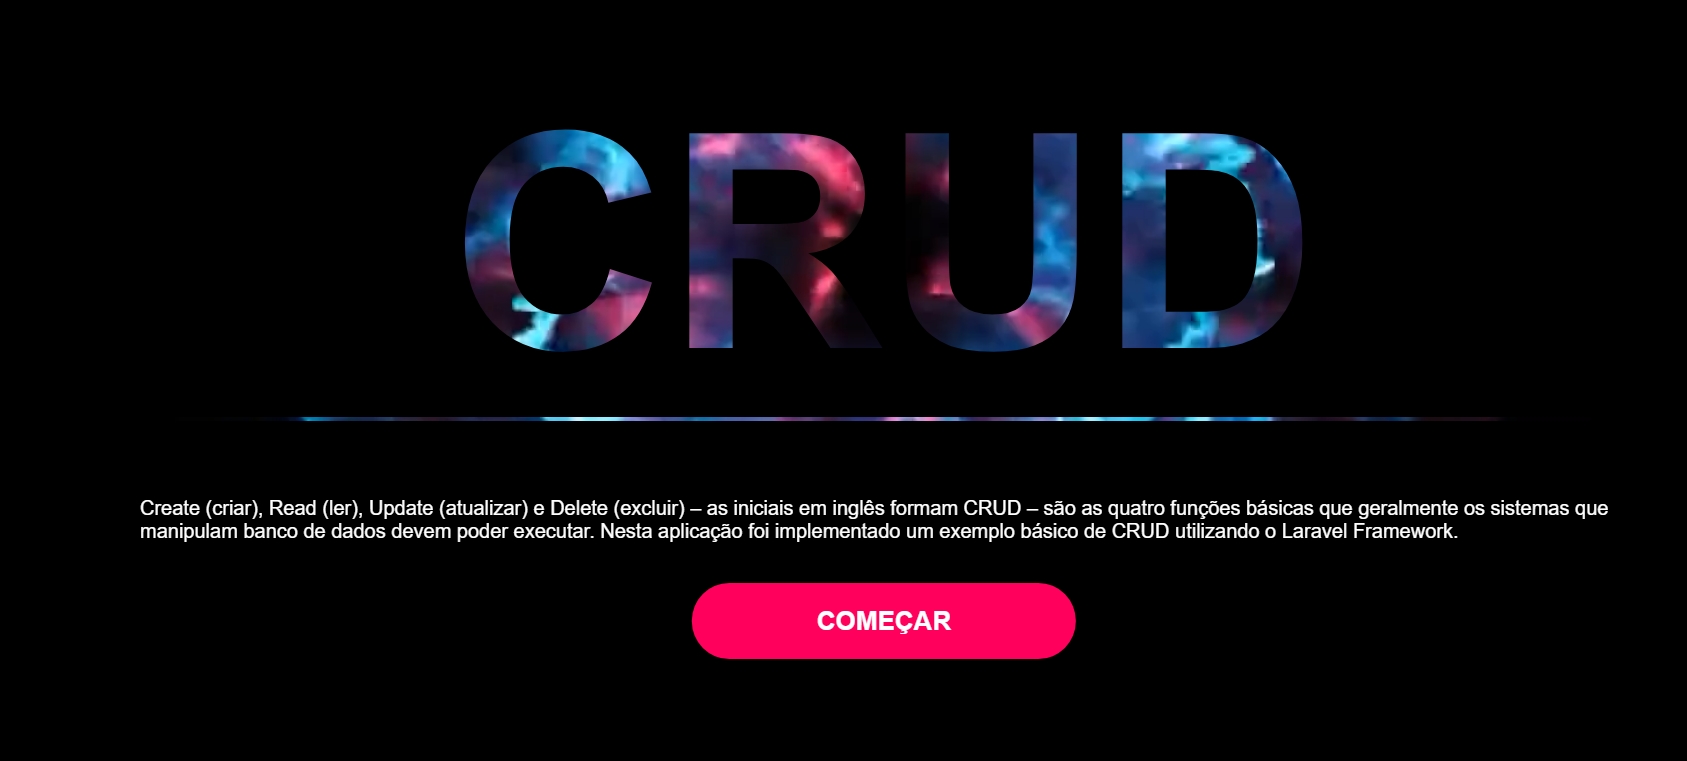 CRUD
Create (criar), Read (ler), Update (atualizar) e Delete (excluir) – as iniciais em inglês formam CRUD – são as quatro funções básicas que geralmente os sistemas que
manipulam banco de dados devem poder executar. Nesta aplicação foi implementado um exemplo básico de CRUD utilizando o Laravel Framework.
COMEÇAR